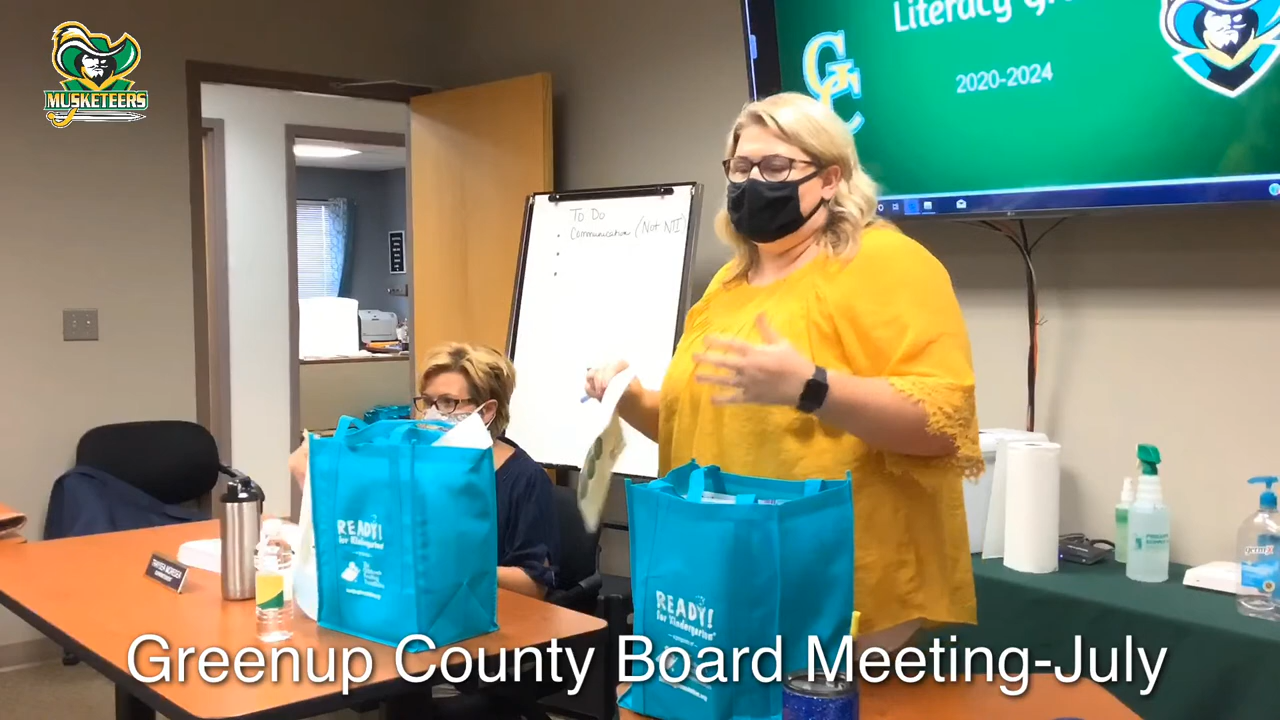 MUSKETEERS
Literacy
2020-2024
GC
To Do
• Communication (Not NTI)
•
•
READY!
for Kindergarten
READY!
for Kindergarten
germx
Greenup County Board Meeting-July